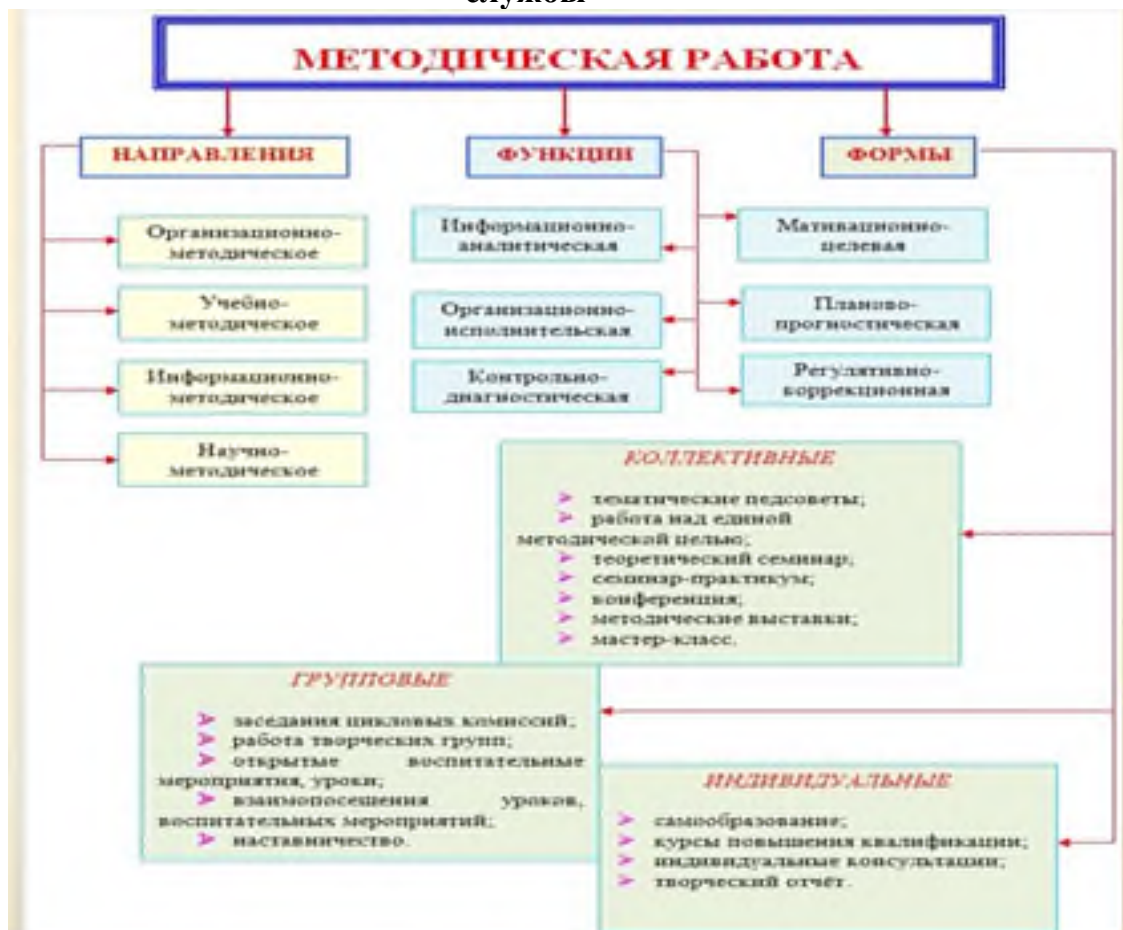 службы
МЕТОДИЧЕСКАЯ РАБОТА
НАПРАВЛЕНИЯ
ФУНКЦИИ
ФОРМЫ
Организационно-
методическое
Учебно-
методическое
Информационно-
методическое
Научно-
методическое
Информационно-
аналитическая
Организационно-
исполнительская
Контрольно-
диагностическая
Мативационно-
целевая
Планово-
прогностическая
Регулятивно-
коррекционная
КОЛЛЕКТИВНЫЕ
➢ тематические педсоветы;
➢ работа над единой
методической целью;
➢ теоретический семинар;
➢ семинар-практикум;
➢ конференция;
➢ методические выставки;
➢ мастер-класс.
ГРУППОВЫЕ
➢ заседания цикловых комиссий;
➢ работа творческих групп;
➢ открытые воспитательные
мероприятия, уроки;
➢ взаимопосещения уроков,
воспитательных мероприятий;
➢ наставничество.
ИНДИВИДУАЛЬНЫЕ
➢ самообразование;
➢ курсы повышения квалификации;
➢ индивидуальные консультации;
➢ творческий отчёт.